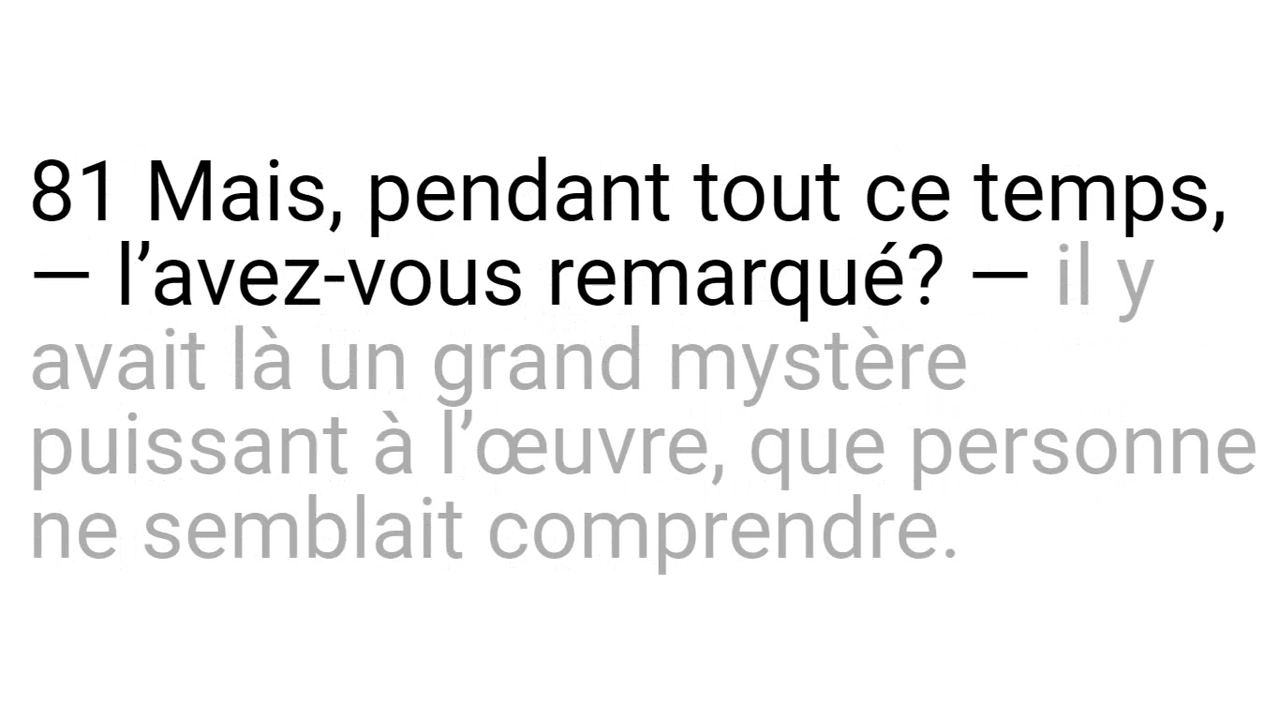 81 Mais, pendant tout ce temps,
— l’avez-vous remarqué? — il y
avait là un grand mystère
puissant à l’œuvre, que personne
ne semblait comprendre.